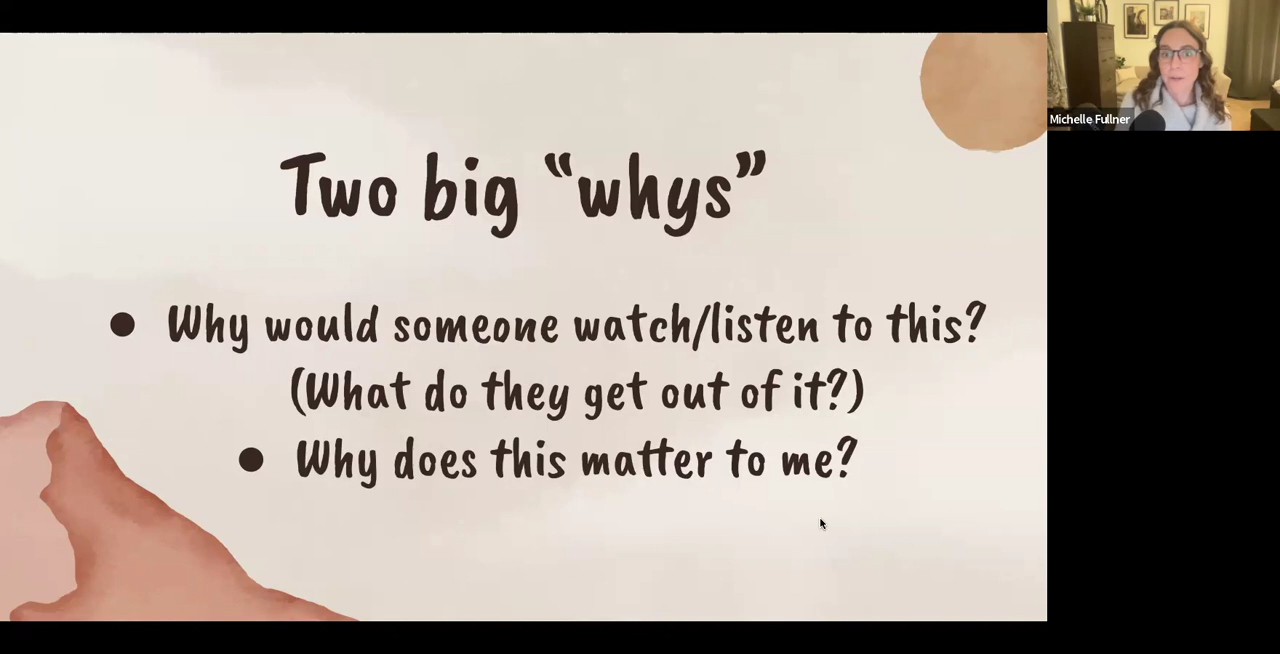 Two big “whys”
● Why would someone watch/listen to this?
(What do they get out of it?)
● Why does this matter to me?
Michelle Fullner